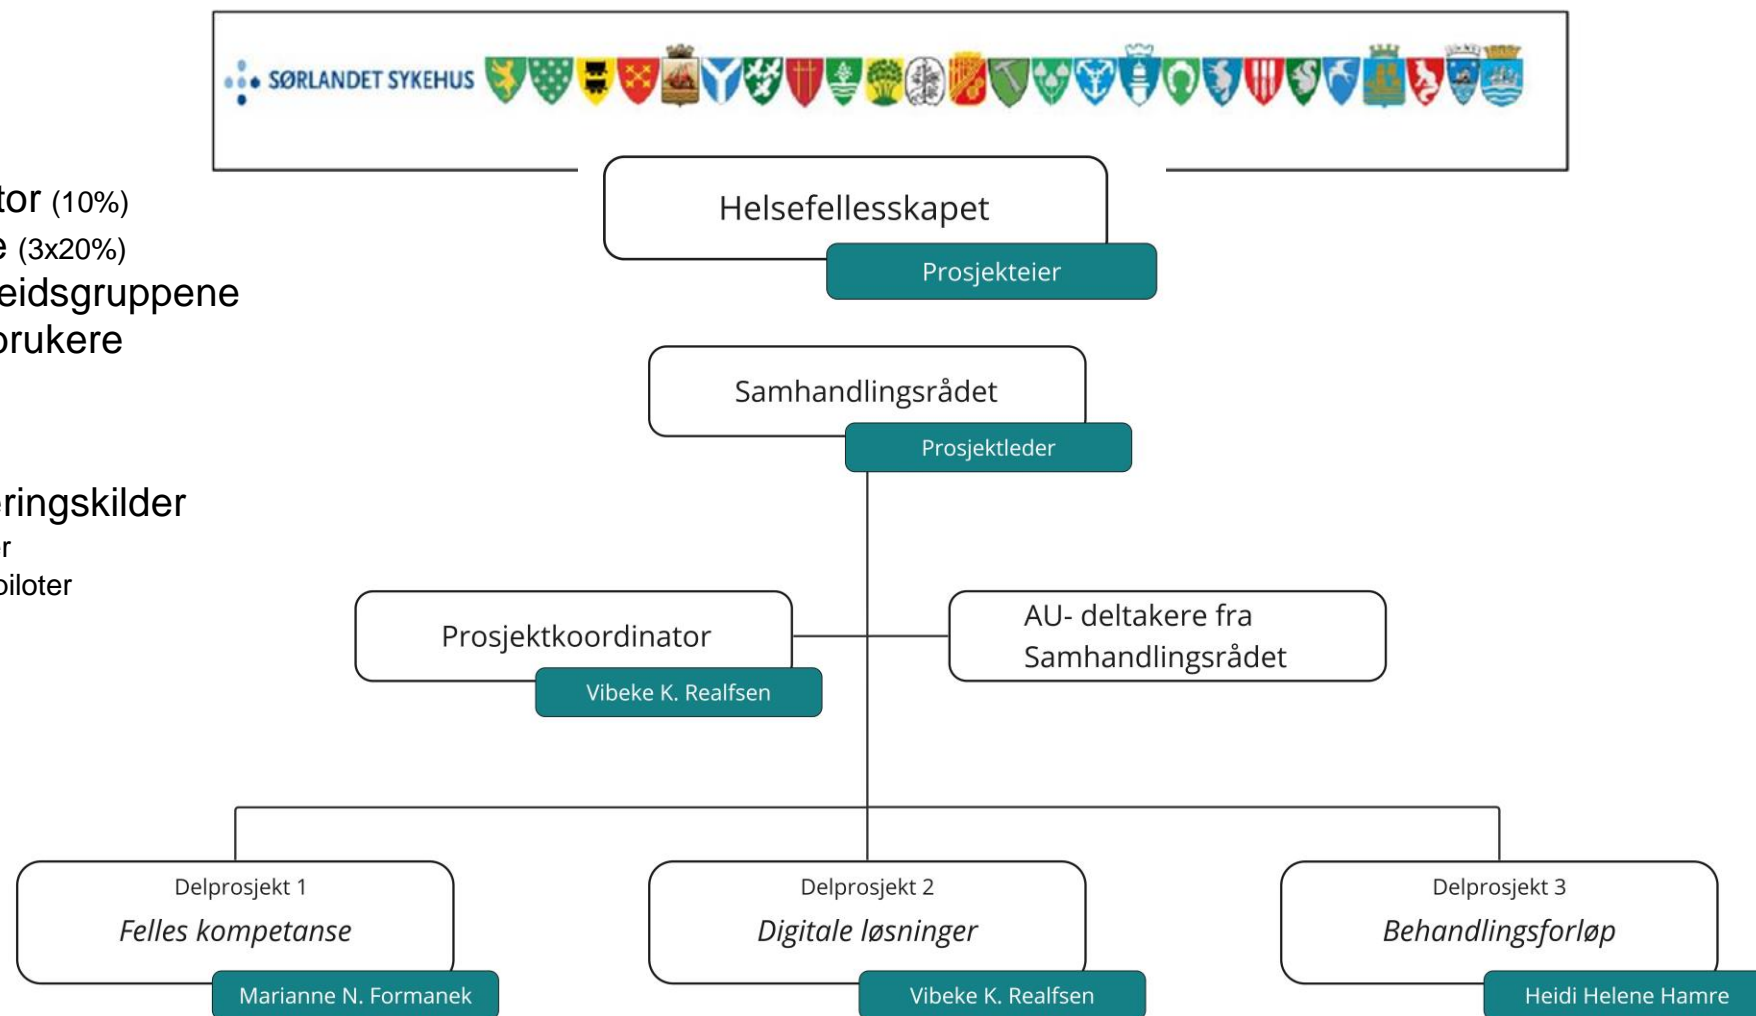 SØRLANDET SYKEHUS
tor (10%)
e (3x20%)
eidsgruppene
brukere
eringskilder
er
piloter
Helsefellesskapet
Prosjekteier
Samhandlingsrådet
Prosjektleder
Prosjektkoordinator
Vibeke K. Realfsen
AU- deltakere fra
Samhandlingsrådet
Delprosjekt 1
Felles kompetanse
Marianne N. Formanek
Delprosjekt 2
Digitale løsninger
Vibeke K. Realfsen
Delprosjekt 3
Behandlingsforløp
Heidi Helene Hamre